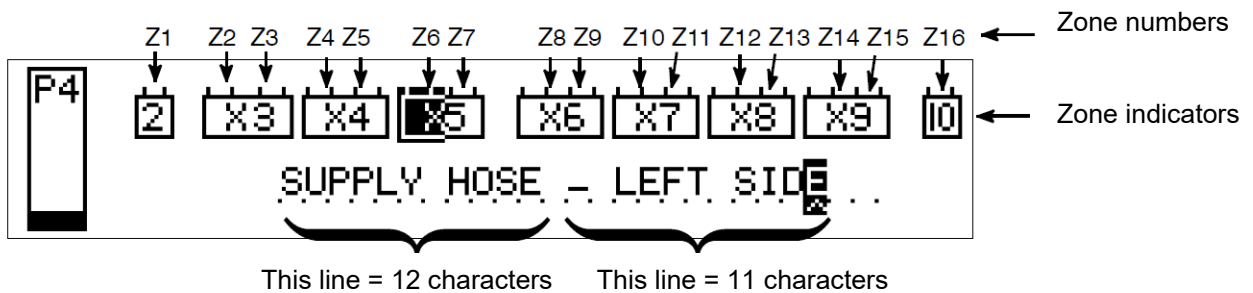 Z1 Z2 Z3 Z4 Z5 Z6 Z7 Z8 Z9 Z10 Z11 Z12 Z13 Z14 Z15 Z16 Zone numbers
P4 2 X3 X4 X5 X6 X7 X8 X9 10 Zone indicators
SUPPLY HOSE – LEFT SIDE
This line = 12 characters This line = 11 characters